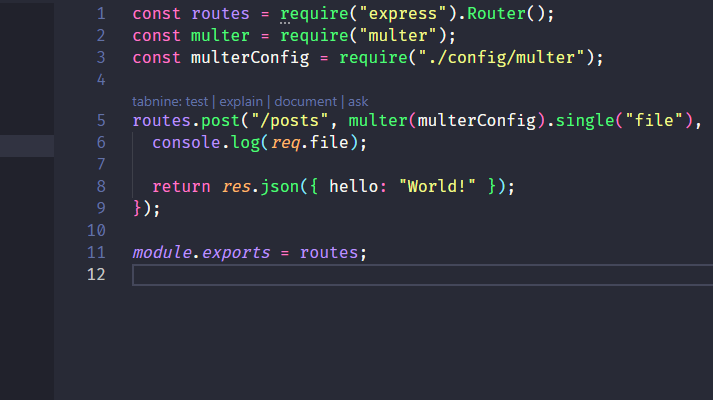 1 const routes = require("express").Router();
2 const multer = require("multer");
3 const multerConfig = require("./config/multer");
4
tabnine: test | explain | document | ask
5 routes.post("/posts", multer(multerConfig).single("file"),
6 console.log(req.file);
7
8 return res.json({ hello: "World!" });
9 });
10
11 module.exports = routes;
12